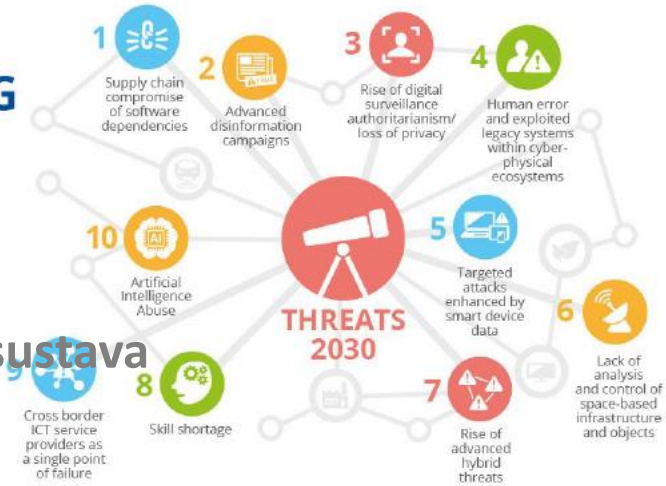 G
1
Supply chain
compromise
of software
dependencies
2
FAKE
Advanced
disinformation
campaigns
3
Rise of digital
surveillance
authoritarianism/
loss of privacy
4
Human error
and exploited
legacy systems
within cyber-
physical
ecosystems
5
Targeted
attacks
enhanced by
smart device
data
6
Lack of
analysis
and control of
space-based
infrastructure
and objects
7
Rise of
advanced
hybrid
threats
8
Skill shortage
9
Cross border
ICT service
providers as
a single point
of failure
10
AI
Artificial
Intelligence
Abuse
THREATS
2030
sustava